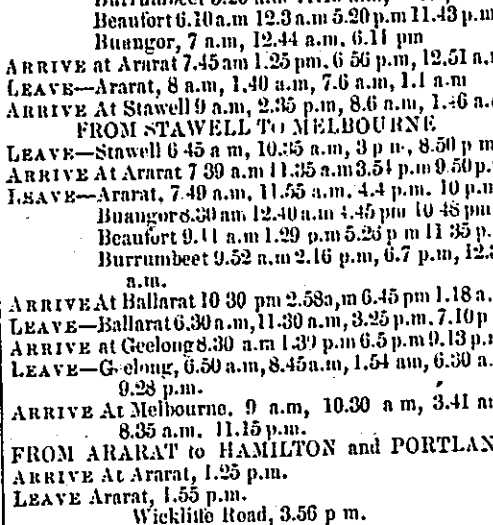 Beaufort 6.10 a.m 12.3 a.m 5.20 p.m 11.43 p.m
Buangor, 7 a.m, 12.44 a.m. 6.11 pm
ARRIVE at Ararat 7.45 am 1.25 pm. 6 56 p.m, 12.51 a.
LEAVE—Ararat, 8 a.m, 1.40 a.m, 7.6 a.m, 1.1 a.m
ARRIVE At Stawell 9 a.m, 2.35 p.m, 8.6 a.m, 1.46 a.
FROM STAWELL TO MELBOURNE
LEAVE—Stawell 6 45 a m, 10.35 a.m, 3 p m, 8.50 p m
ARRIVE At Ararat 7 39 a.m 11.35 a.m 3.54 p.m 9.50 p.
LEAVE—Ararat, 7.49 a.m, 11.55 a.m. 4.4 p.m. 10 p.m
Buangor 8.30 am 12.40 a.m 4.45 pm 10 48 pm
Beaufort 9.11 a.m 1.29 p.m 5.26 p m 11 35 p.
Burrumbeet 9.52 a.m 2.16 p.m, 6.7 p.m, 12.
a.m.
ARRIVE At Ballarat 10 30 pm 2.58a,m 6.45 pm 1.18 a.
LEAVE—Ballarat 6.30 a.m, 11.30 a.m, 3.25 p.m. 7.10 p
ARRIVE at Geelong 8.30 a.m 1.39 p.m 6.5 p.m 9.13 p.
LEAVE—Geelong, 6.50 a.m, 8.45a.m, 1.54 am, 6.30 a.
9.28 p.m.
ARRIVE At Melbourne. 9 a.m, 10.30 a m, 3.41 a
8.35 a.m. 11.15 p.m.
FROM ARARAT to HAMILTON and PORTLAN
ARRIVE At Ararat, 1.25 p.m.
LEAVE Ararat, 1.55 p.m.
Wickliffe Road, 3.56 p m.